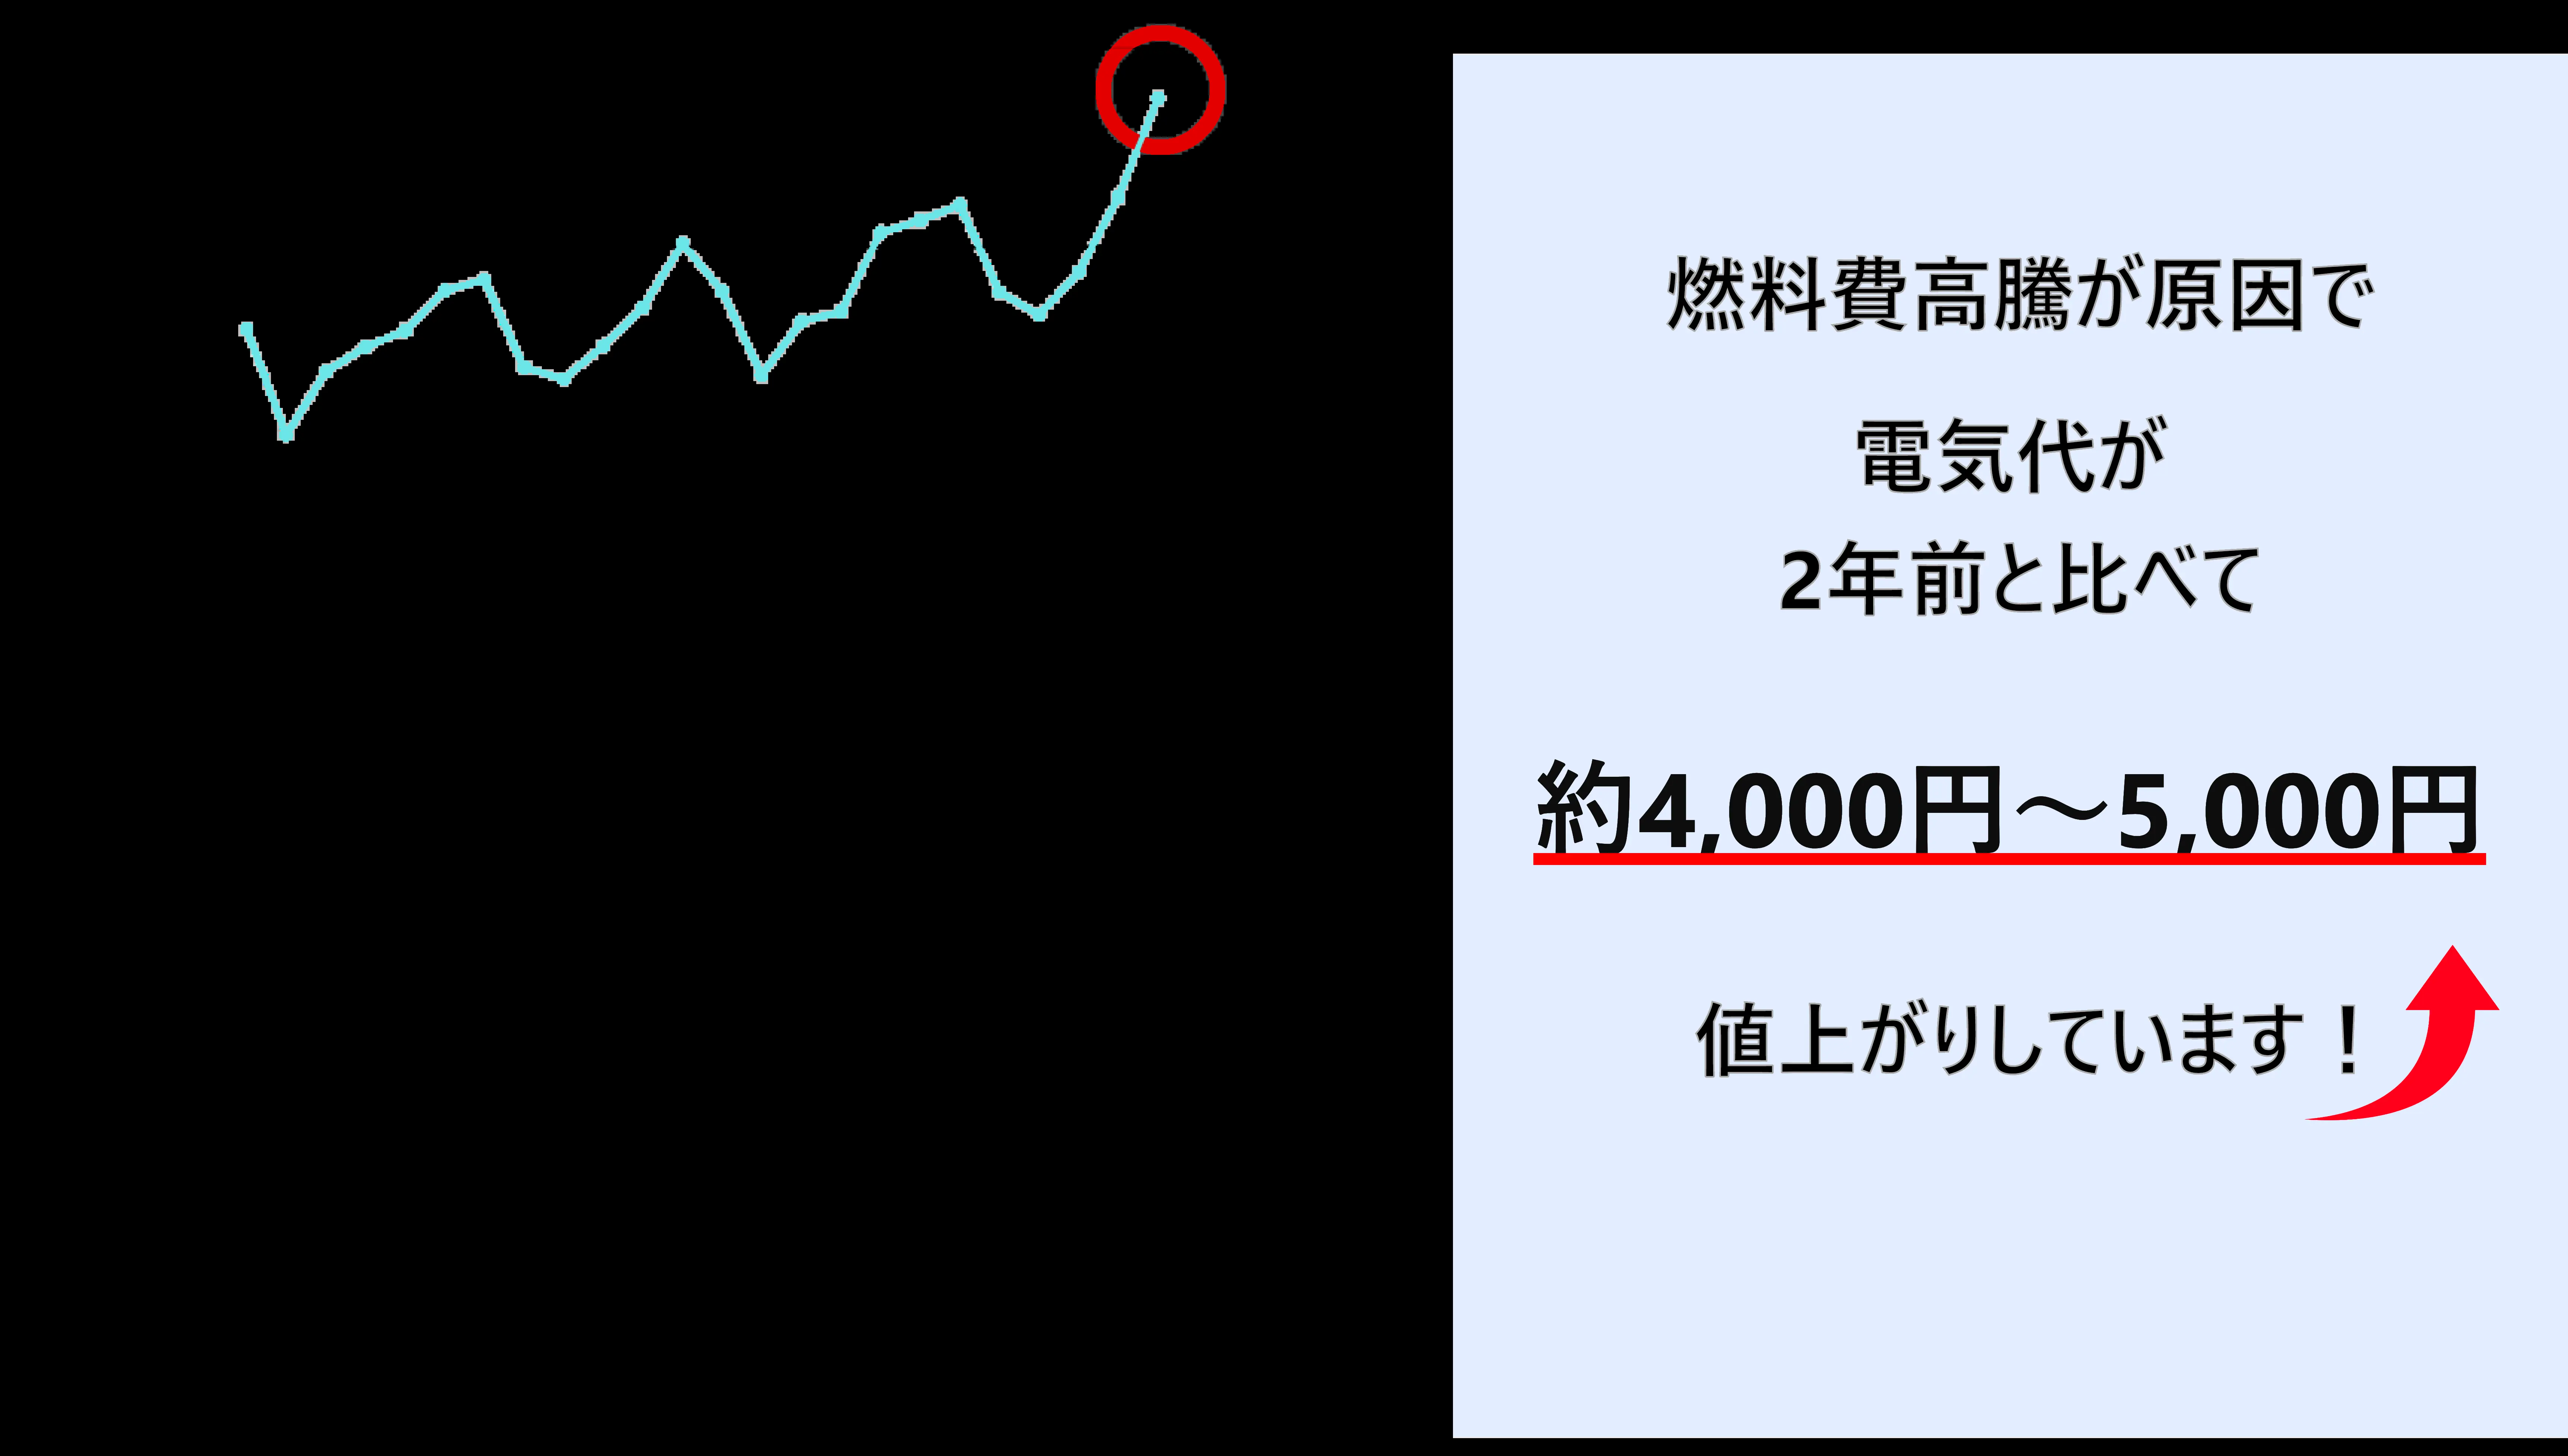 燃料費高騰が原因で
電気代が
2年前と比べて
約4,000円～5,000円
値上がりしています！